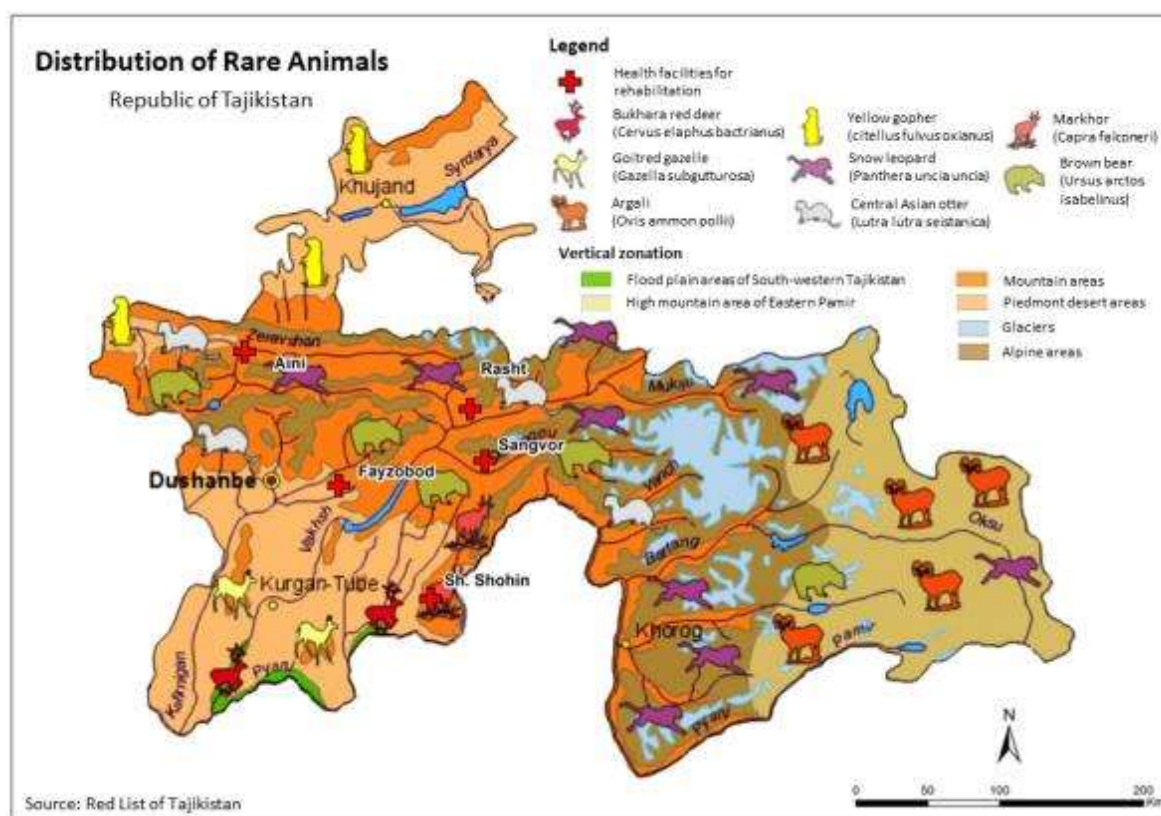 Distribution of Rare Animals
Republic of Tajikistan
Legend
Health facilities for
rehabilitation
Bukhara red deer
(Cervus elaphus bactrianus)
Goitred gazelle
(Gazella subgutturosa)
Argali
(Ovis ammon pollii)
Yellow gopher
(citellus fulvus oxianus)
Snow leopard
(Panthera uncia uncia)
Central Asian otter
(Lutra lutra seistanica)
Markhor
(Capra falconeri)
Brown bear
(Ursus arctos
isabelinus)
Vertical zonation
Flood plain areas of South-western Tajikistan
High mountain area of Eastern Pamir
Mountain areas
Piedmont desert areas
Glaciers
Alpine areas
Syrdarya
Khujand
Zeravshan
Aini
Rasht
Muksu
Sangvor
Fayzobod
Dushanbe
Vakhsh
Vanch
Bartang
Oksu
Kurgan-Tube
Sh. Shohin
Khorog
Pamir
Kafirnigan
Pyanj
Pyanj
N
0 50 100 200
Km
Source: Red List of Tajikistan